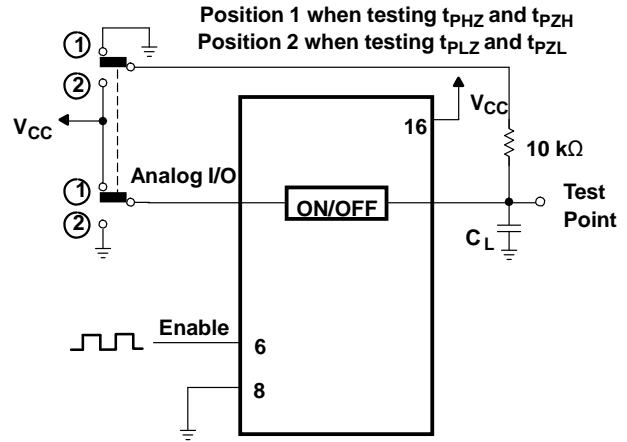 Position 1 when testing tPHZ and tPZH
Position 2 when testing tPLZ and tPZL
1
2
VCC
16
VCC
10 kΩ
1
Analog I/O
ON/OFF
Test
Point
2
CL
Enable
6
8